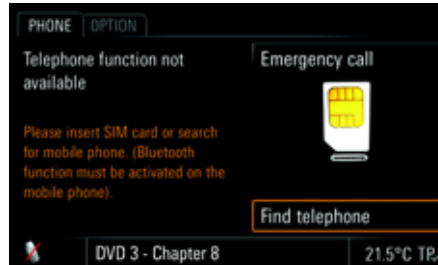 PHONE OPTION
Telephone function not
available
Please insert SIM card or search
for mobile phone. (Bluetooth
function must be activated on the
mobile phone).
Emergency call
Find telephone
DVD 3 - Chapter 8
21.5°C TP